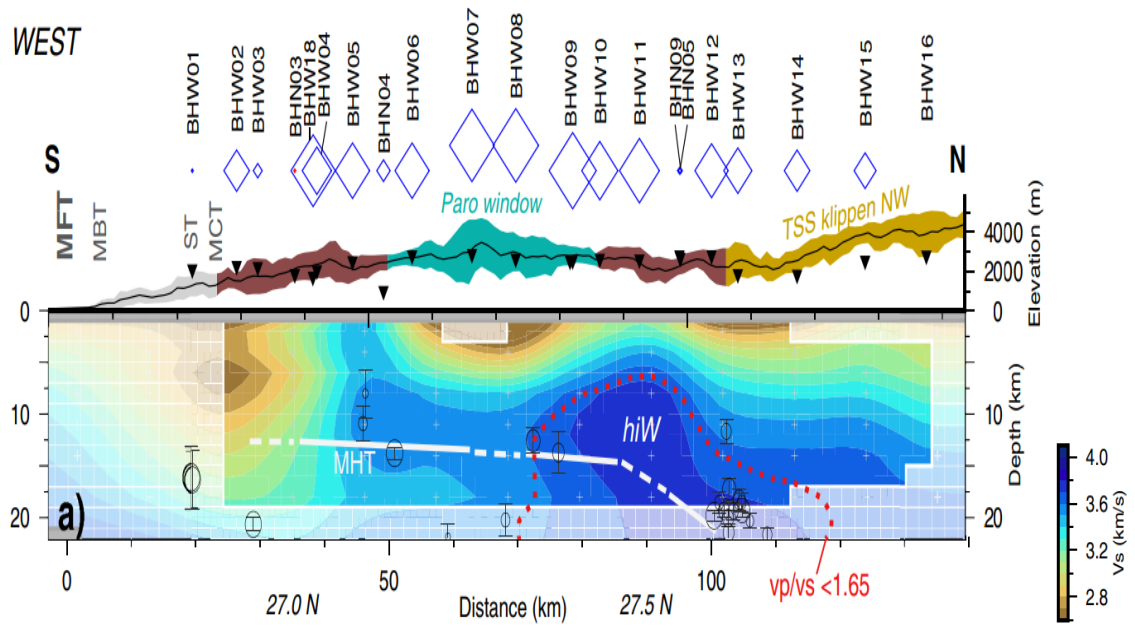 WEST
BHW01
BHW02
BHW03
BHN03
BHW18
BHW04
BHW05
BHN04
BHW06
BHW07
BHW08
BHW09
BHW10
BHW11
BHN09
BHN05
BHW12
BHW13
BHW14
BHW15
BHW16
S
N
MFT
MBT
ST
MCT
Paro window
TSS klippen NW
4000
2000
0
Elevation (m)
0
10
20
hiW
MHT
a)
10
20
Depth (km)
4.0
3.6
3.2
2.8
Vs (km/s)
vp/vs <1.65
0
50
100
27.0 N
Distance (km)
27.5 N